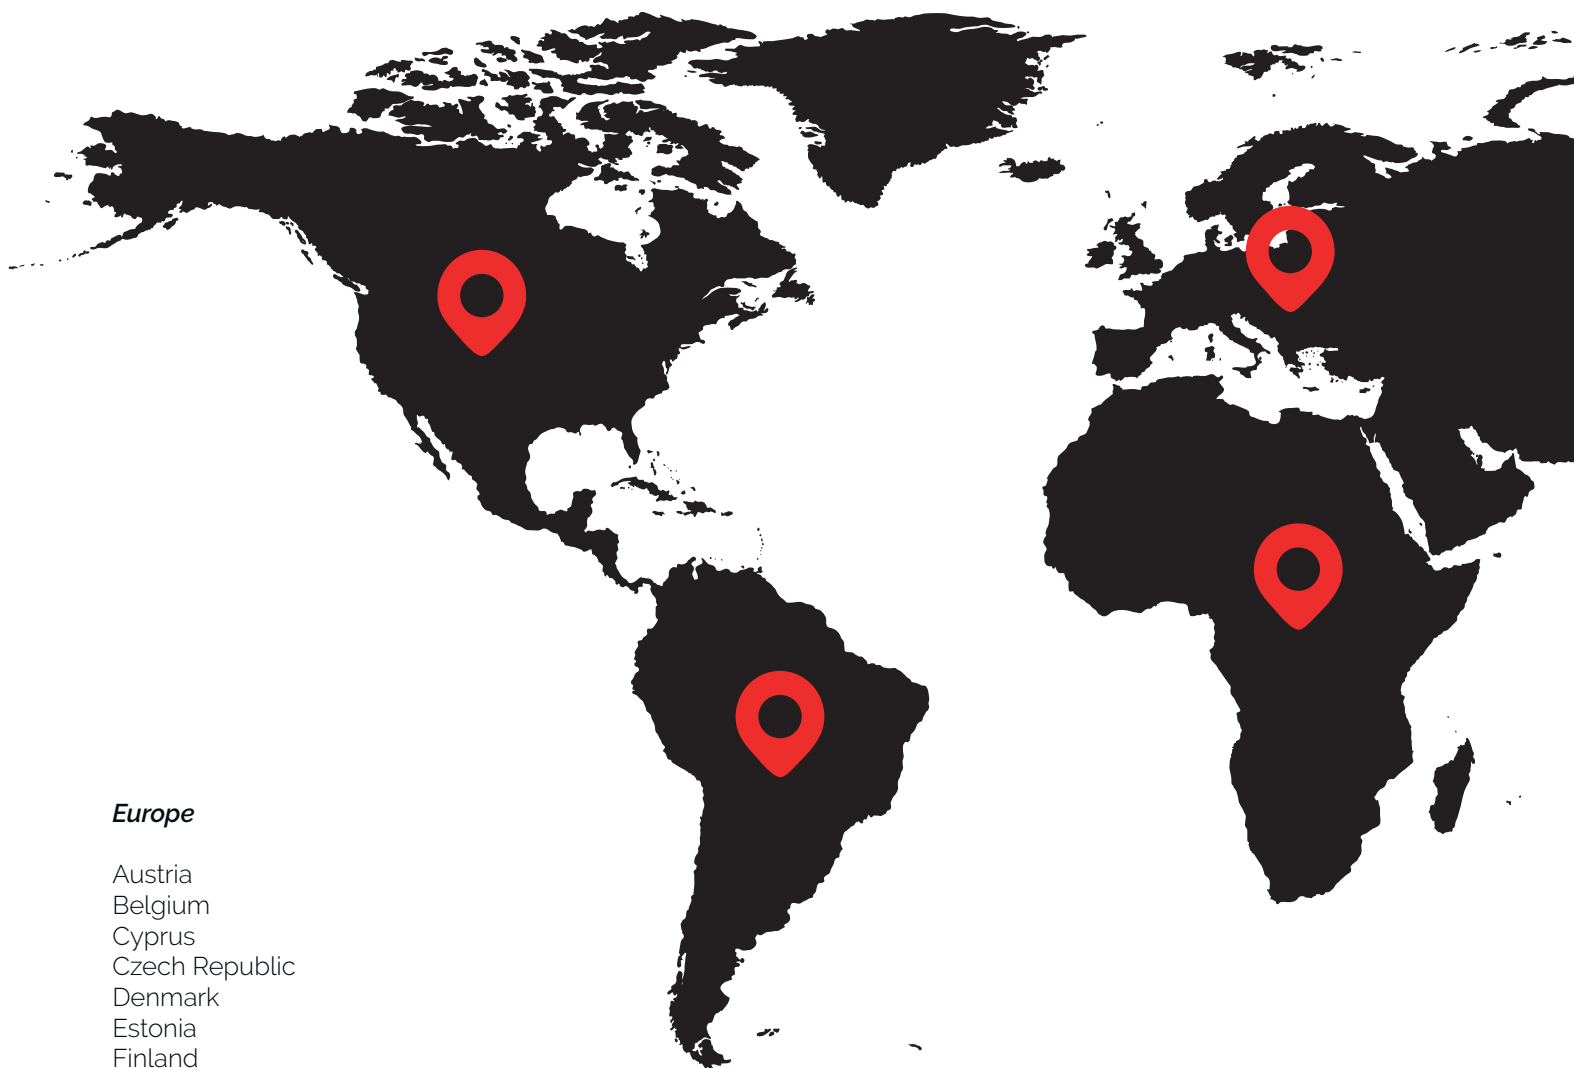 Europe
Austria
Belgium
Cyprus
Czech Republic
Denmark
Estonia
Finland